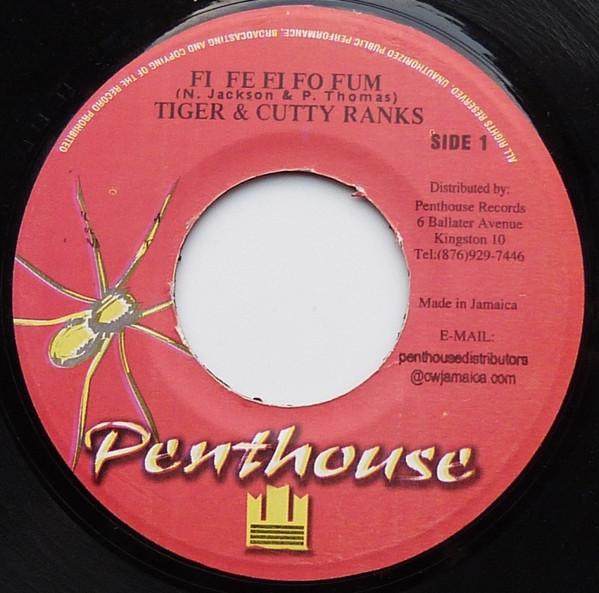 ALL RIGHTS RESERVED. UNAUTHORIZED PUBLIC PERFORMANCE, BROADCASTING AND COPYING OF THE RECORD PROHIBITED
FI FE FI FO FUM
(N. Jackson & P. Thomas)
TIGER & CUTTY RANKS
SIDE 1
Distributed by:
Penthouse Records
6 Ballater Avenue
Kingston 10
Tel:(876)929-7446
Made in Jamaica
E-MAIL:
penthousedistributors
@cwjamaica.com
Penthouse